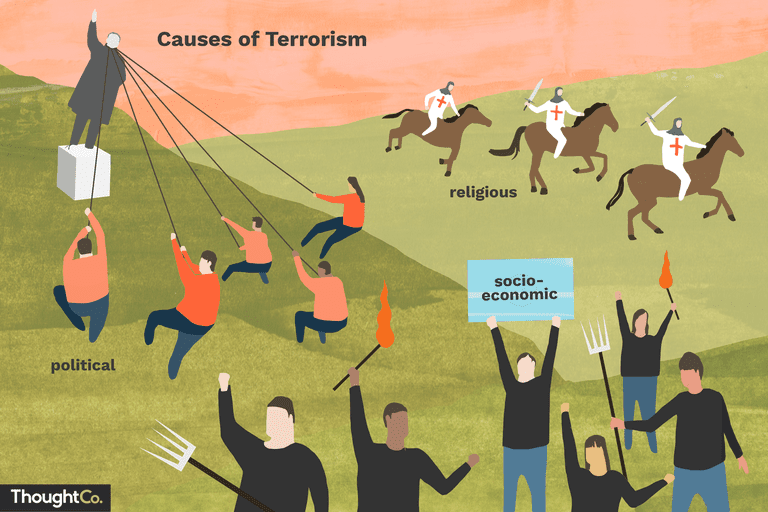 Causes of Terrorism
religious
socio-
economic
political
ThoughtCo.